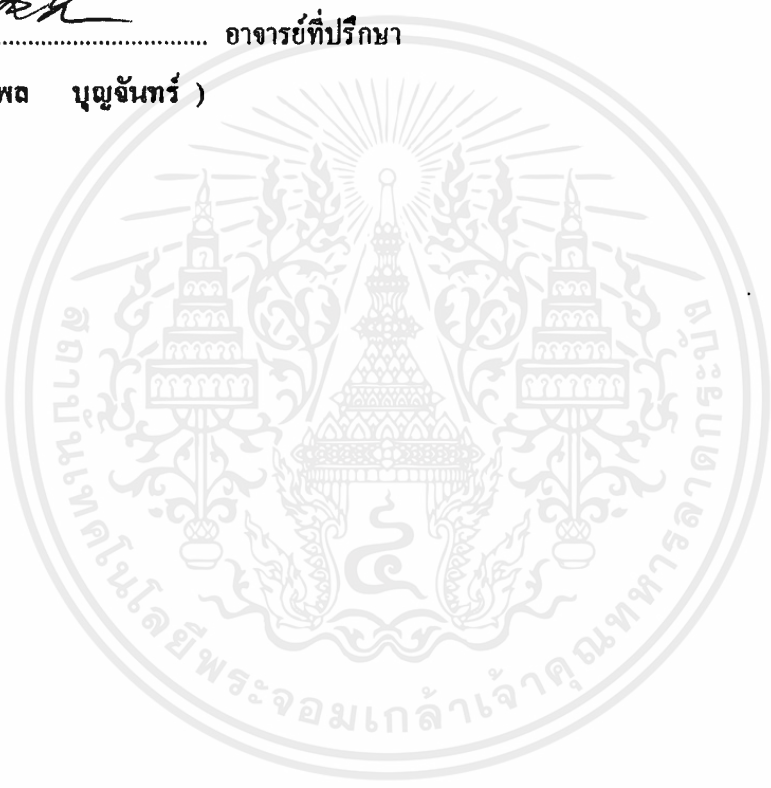 .................................. อาจารย์ที่ปรึกษา
พล บุญจันทร์ )
สถาบันเทคโนโลยีพระจอมเกล้าเจ้าคุณทหารลาดกระบัง
๔